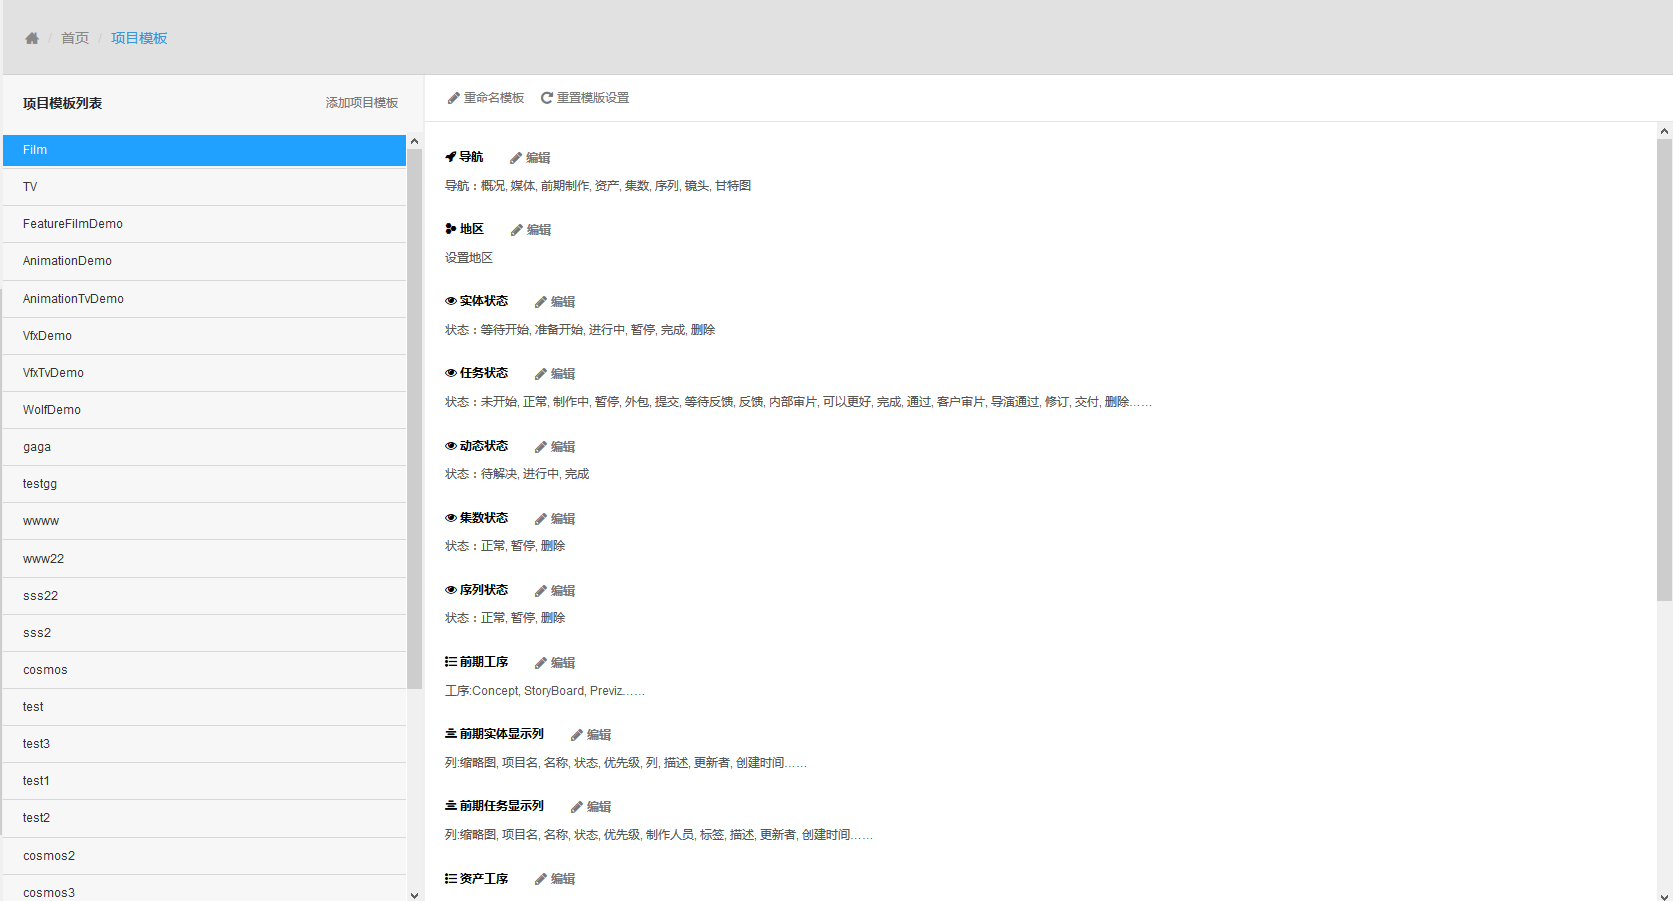 首页 / 项目模板
项目模板列表 添加项目模板
Film
TV
FeatureFilmDemo
AnimationDemo
AnimationTvDemo
VfxDemo
VfxTvDemo
WolfDemo
gaga
testgg
wwww
www22
sss22
sss2
cosmos
test
test3
test1
test2
cosmos2
cosmos3
重命名模板 重置模版设置
导航 编辑
导航：概况, 媒体, 前期制作, 资产, 集数, 序列, 镜头, 甘特图
地区 编辑
设置地区
实体状态 编辑
状态：等待开始, 准备开始, 进行中, 暂停, 完成, 删除
任务状态 编辑
状态：未开始, 正常, 制作中, 暂停, 外包, 提交, 等待反馈, 反馈, 内部审片, 可以更好, 完成, 通过, 客户审片, 导演通过, 修订, 交付, 删除……
动态状态 编辑
状态：待解决, 进行中, 完成
集数状态 编辑
状态：正常, 暂停, 删除
序列状态 编辑
状态：正常, 暂停, 删除
前期工序 编辑
工序:Concept, StoryBoard, Previz……
前期实体显示列 编辑
列:缩略图, 项目名, 名称, 状态, 优先级, 列, 描述, 更新者, 创建时间……
前期任务显示列 编辑
列:缩略图, 项目名, 名称, 状态, 优先级, 制作人员, 标签, 描述, 更新者, 创建时间……
资产工序 编辑